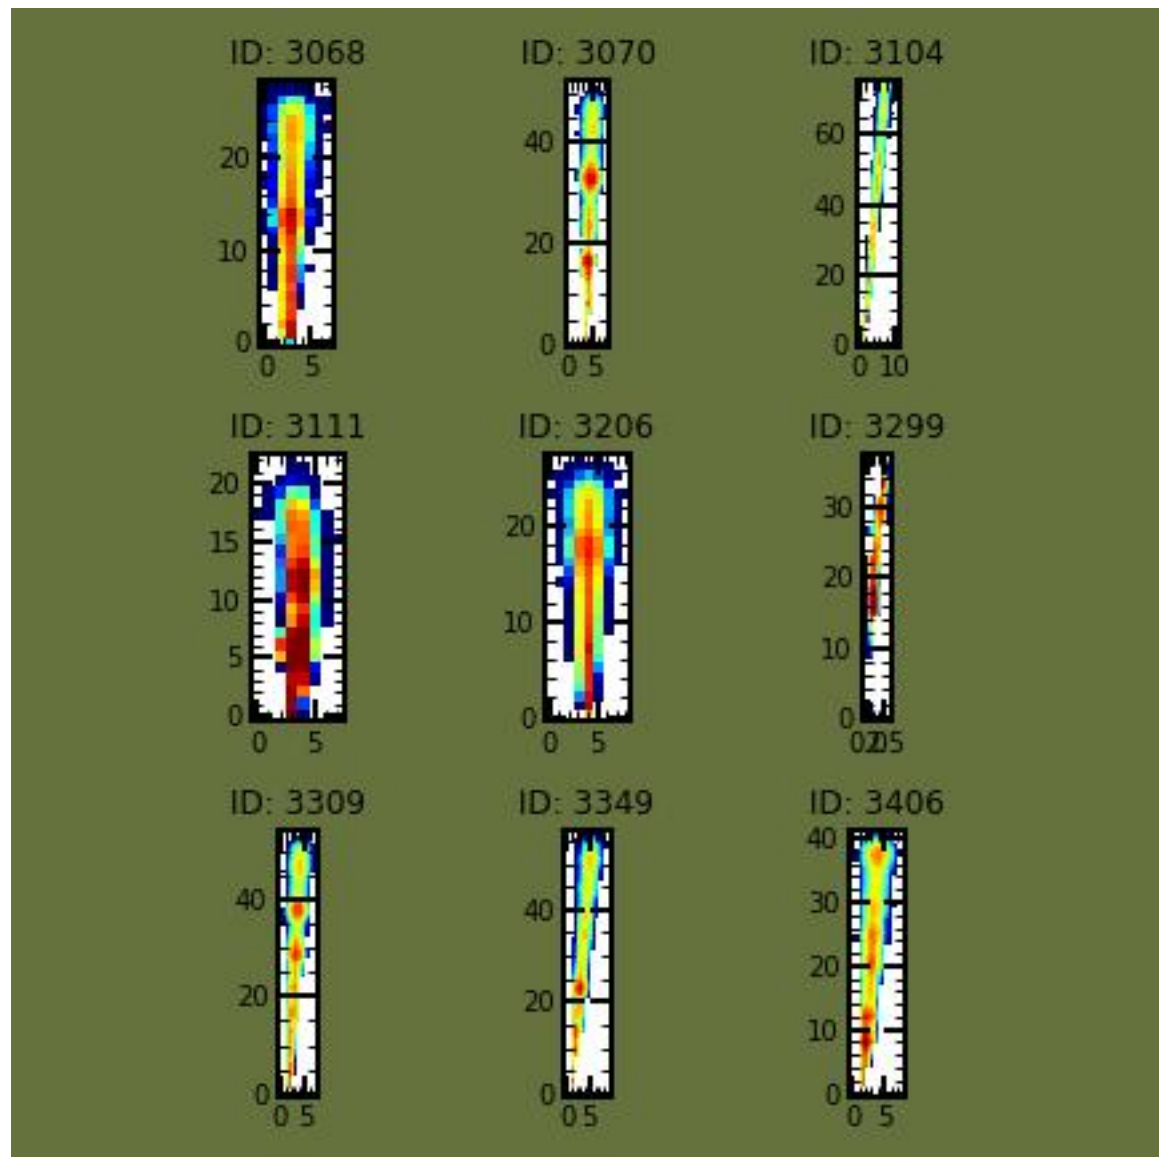 ID: 3068 ID: 3070 ID: 3104
20 10 0 0 5
40 20 0 0 5
60 40 20 0 0 10
ID: 3111 ID: 3206 ID: 3299
20 15 10 5 0 0 5
20 10 0 0 5
30 20 10 0
ID: 3309 ID: 3349 ID: 3406
40 20 0 0 5
40 20 0 0 5
40 30 20 10 0 0 5